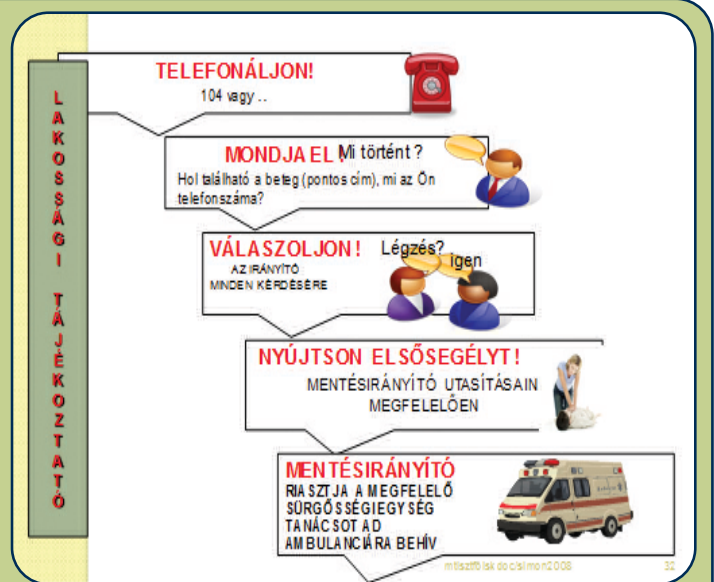 LAKOSSÁGI TÁJÉKOZTATÓ
TELEFONÁLJON!
104 vagy ..
MONDJA EL! Mi történt ?
Hol található a beteg (pontos cím), mi az Ön
telefonszáma?
VÁLASZOLJON! Légzés?
igen
AZ IRÁNYÍTÓ
MINDEN KÉRDÉSÉRE
NYÚJTSON ELSŐSEGÉLYT!
MENTÉSIRÁNYÍTÓ UTASÍTÁSAIN
MEGFELELŐEN
MENTÉSIRÁNYÍTÓ
RIASZTJA A MEGFELELŐ
SÜRGŐSSÉGI EGYSÉG
TANÁCSOT AD
AMBULANCIÁRA BEHÍV
32